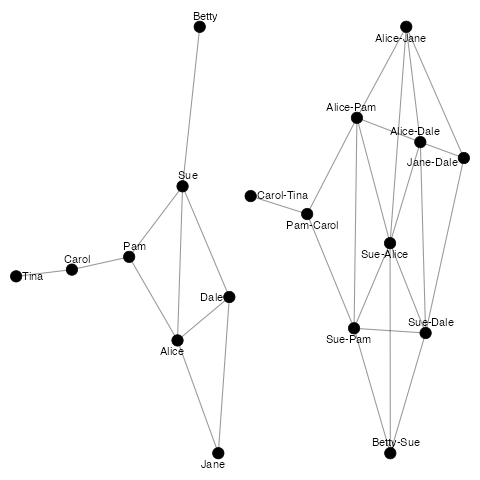 Betty
Sue
Pam
Carol
Tina
Dale
Alice
Jane
Alice-Jane
Alice-Pam
Alice-Dale
Jane-Dale
Carol-Tina
Pam-Carol
Sue-Alice
Sue-Dale
Sue-Pam
Betty-Sue